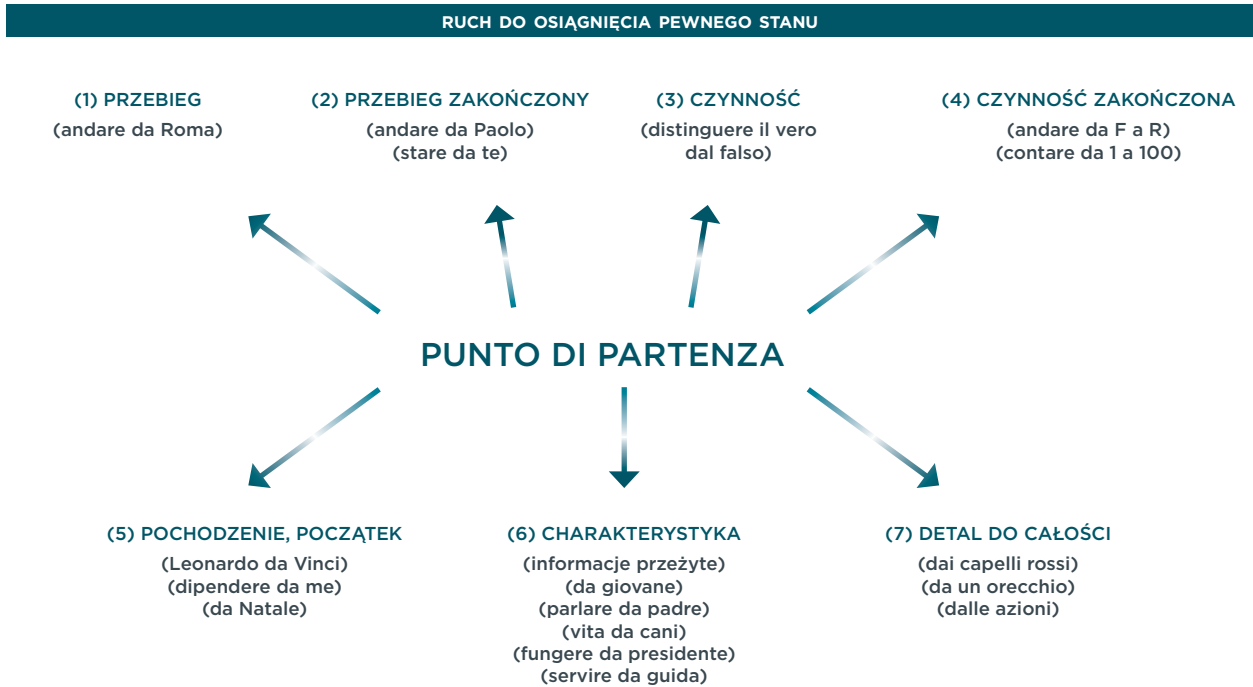 RUCH DO OSIĄGNIĘCIA PEWNEGO STANU
(1) PRZEBIEG
(andare da Roma)
(2) PRZEBIEG ZAKOŃCZONY
(andare da Paolo)
(stare da te)
(3) CZYNNOŚĆ
(distinguere il vero
dal falso)
(4) CZYNNOŚĆ ZAKOŃCZONA
(andare da F a R)
(contare da 1 a 100)
PUNTO DI PARTENZA
(5) POCHODZENIE, POCZĄTEK
(Leonardo da Vinci)
(dipendere da me)
(da Natale)
(6) CHARAKTERYSTYKA
(informacje przeżyte)
(da giovane)
(parlare da padre)
(vita da cani)
(fungere da presidente)
(servire da guida)
(7) DETAL DO CAŁOŚCI
(dai capelli rossi)
(da un orecchio)
(dalle azioni)